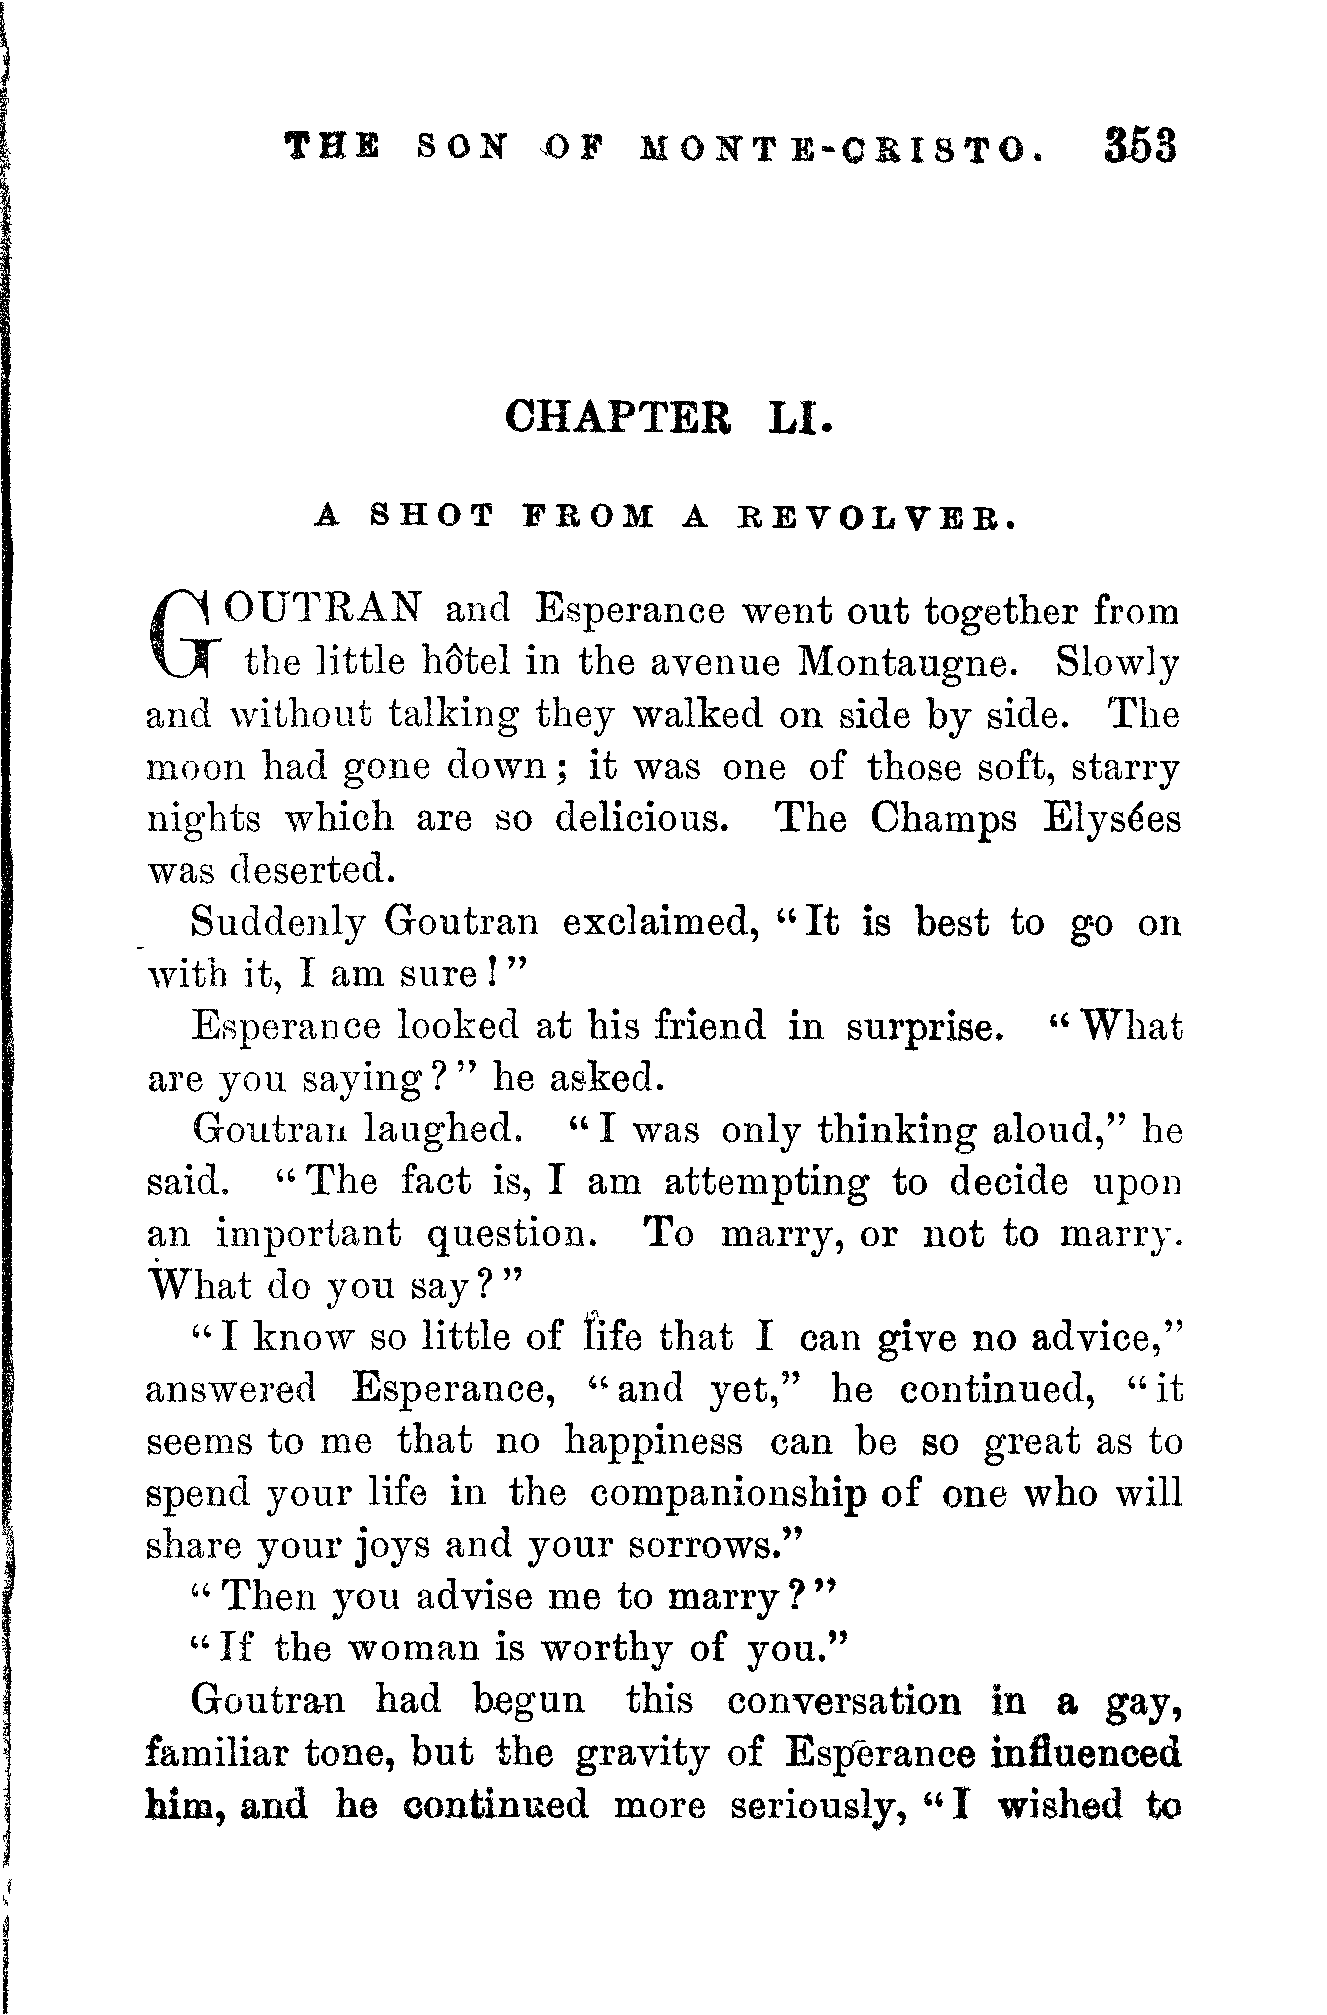 THE SON OF MONTE-CRISTO. 353
CHAPTER LI.
A SHOT FROM A REVOLVER.
GOUTRAN and Esperance went out together from
the little hôtel in the avenue Montaugne. Slowly
and without talking they walked on side by side. The
moon had gone down; it was one of those soft, starry
nights which are so delicious. The Champs Elysées
was deserted.
Suddenly Goutran exclaimed, "It is best to go on
with it, I am sure!"
Esperance looked at his friend in surprise. "What
are you saying?" he asked.
Goutran laughed. "I was only thinking aloud," he
said. "The fact is, I am attempting to decide upon
an important question. To marry, or not to marry.
What do you say?"
"I know so little of life that I can give no advice,"
answered Esperance, "and yet," he continued, "it
seems to me that no happiness can be so great as to
spend your life in the companionship of one who will
share your joys and your sorrows."
"Then you advise me to marry?"
"If the woman is worthy of you."
Goutran had begun this conversation in a gay,
familiar tone, but the gravity of Esperance influenced
him, and he continued more seriously, "I wished to